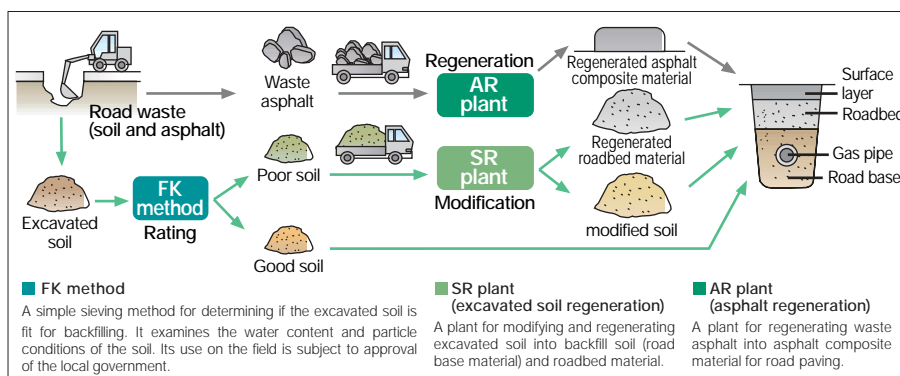 Road waste
(soil and asphalt)
Waste
asphalt
Regeneration
AR
plant
Regenerated asphalt
composite material
Surface
layer
Roadbed
Gas pipe
Road base
Excavated
soil
FK
method
Rating
Poor soil
SR
plant
Modification
Regenerated
roadbed material
modified soil
Good soil
FK method
A simple sieving method for determining if the excavated soil is
fit for backfilling. It examines the water content and particle
conditions of the soil. Its use on the field is subject to approval
of the local government.
SR plant
(excavated soil regeneration)
A plant for modifying and regenerating
excavated soil into backfill soil (road
base material) and roadbed material.
AR plant
(asphalt regeneration)
A plant for regenerating waste
asphalt into asphalt composite
material for road paving.